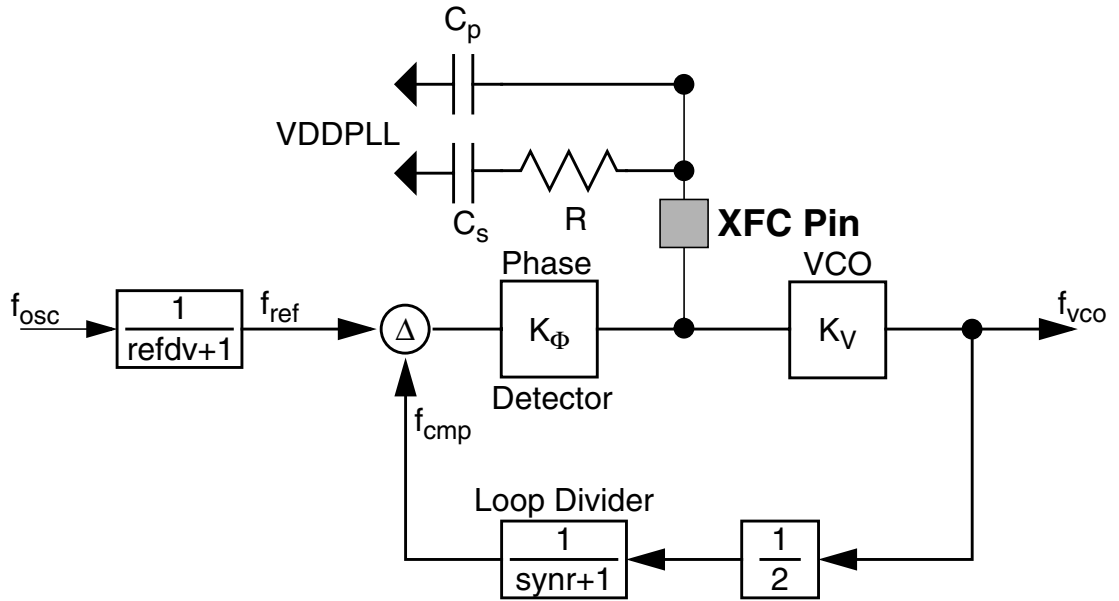 Cp
VDDPLL
Cs
R
XFC Pin
Phase
VCO
fosc
1
refdv+1
fref
Δ
KΦ
KV
fvco
Detector
fcmp
Loop Divider
1
synr+1
1
2